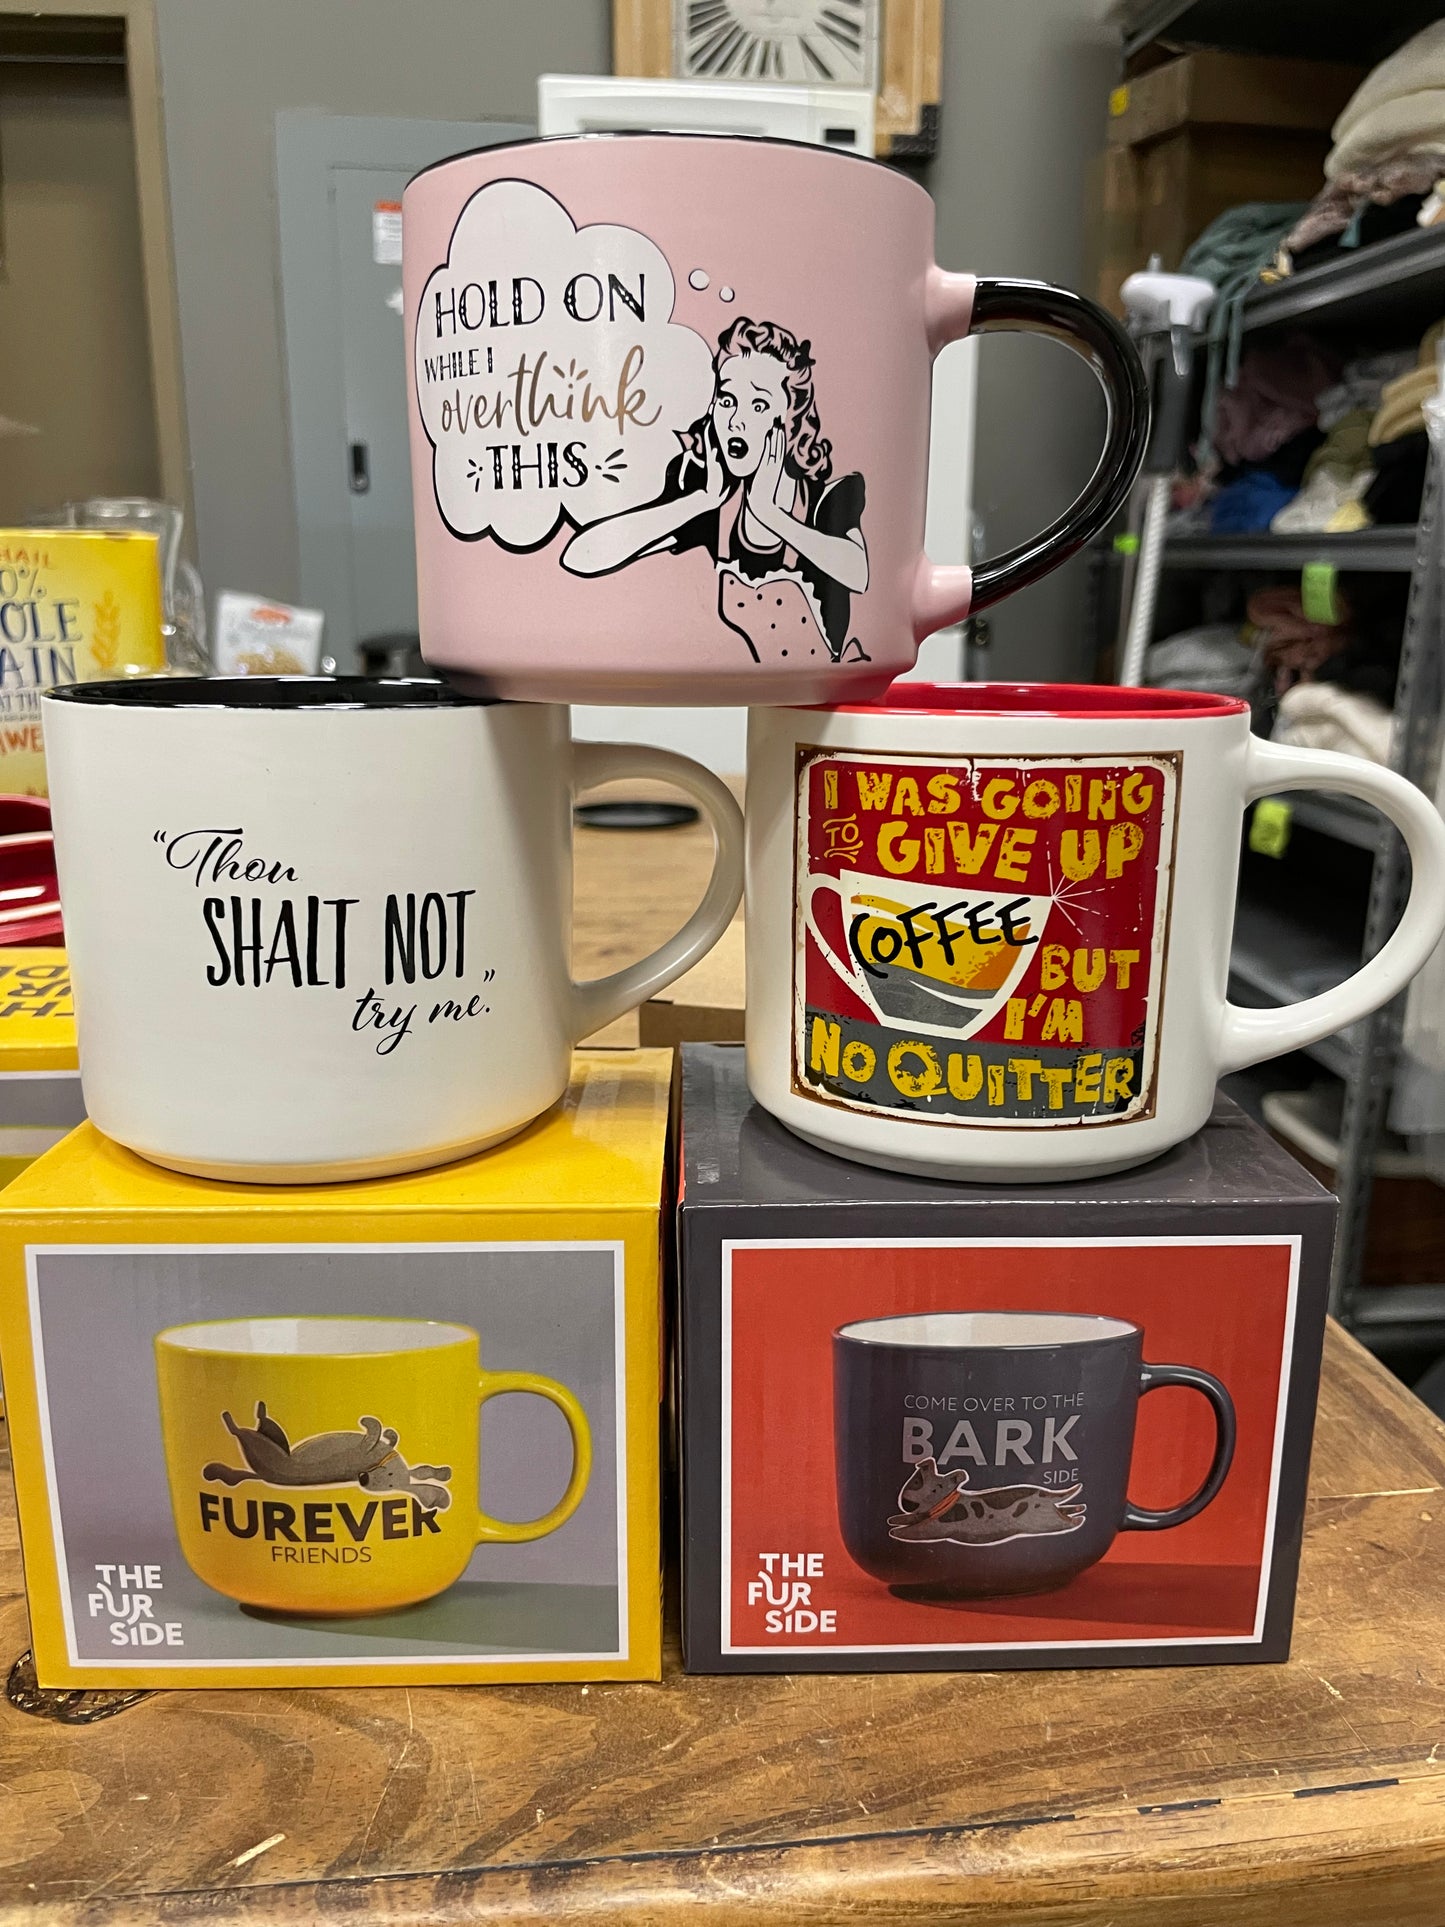 HOLD ON
WHILE I
overthink
THIS
"Thou
SHALT NOT
try me."
I WAS GOING
TO GIVE UP
COFFEE
BUT
I'M
NO QUITTER
FUREVER
FRIENDS
THE
FUR
SIDE
COME OVER TO THE
BARK
SIDE
THE
FUR
SIDE
0%